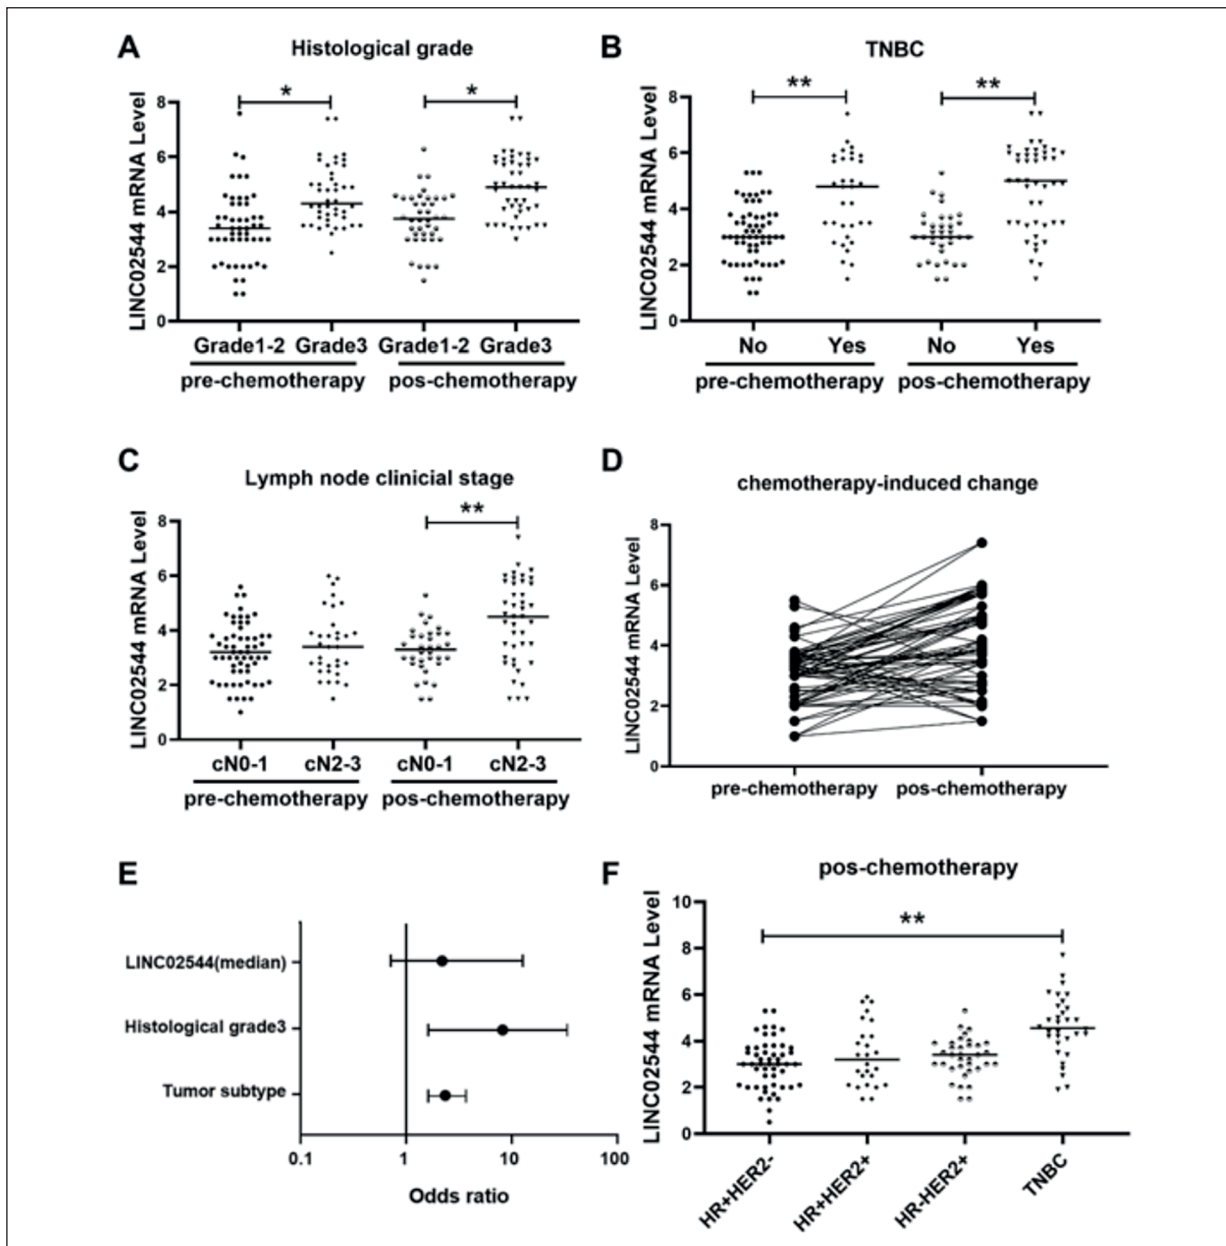 A
Histological grade
*
*
LINC02544 mRNA Level
8
6
4
2
0
Grade1-2 Grade3 Grade1-2 Grade3
pre-chemotherapy pos-chemotherapy
B
TNBC
**
**
LINC02544 mRNA Level
8
6
4
2
0
No Yes No Yes
pre-chemotherapy pos-chemotherapy
C
Lymph node clinicial stage
**
LINC02544 mRNA Level
8
6
4
2
0
cN0-1 cN2-3 cN0-1 cN2-3
pre-chemotherapy pos-chemotherapy
D
chemotherapy-induced change
LINC02544 mRNA Level
8
6
4
2
0
pre-chemotherapy pos-chemotherapy
E
LINC02544(median)
Histological grade3
Tumor subtype
0.1 1 10 100
Odds ratio
F
pos-chemotherapy
**
LINC02544 mRNA Level
10
8
6
4
2
0
HR+HER2- HR+HER2+ HR-HER2+ TNBC